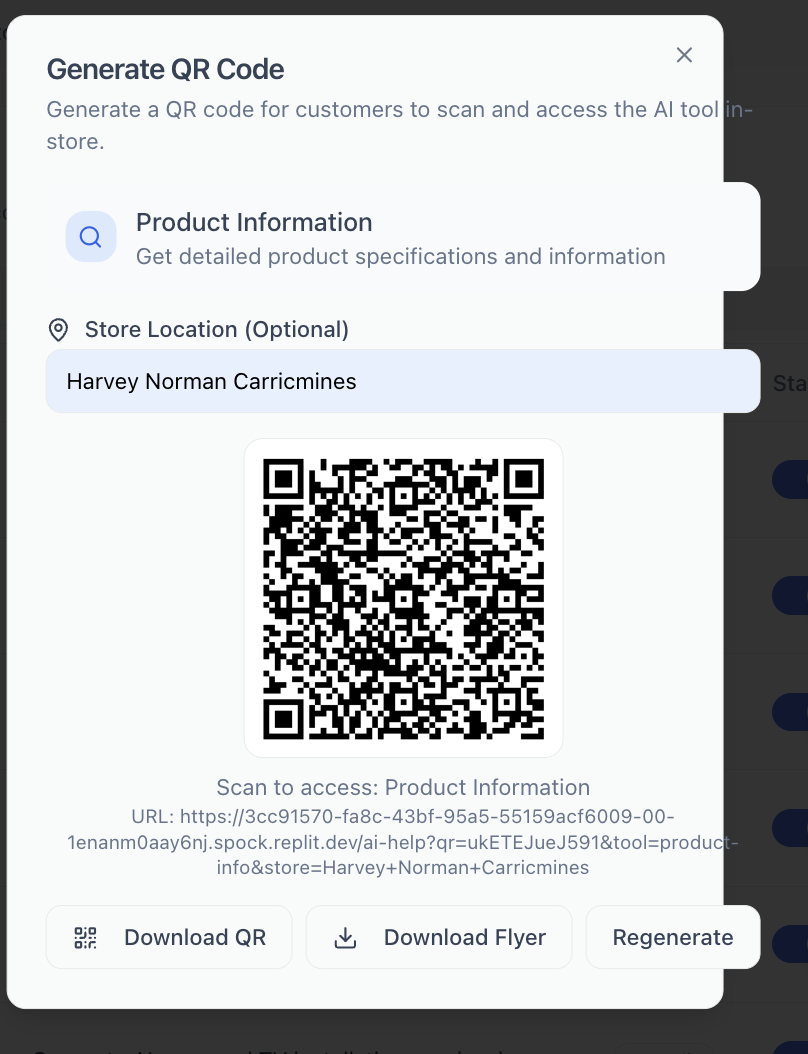 Generate QR Code
Generate a QR code for customers to scan and access the AI tool in-
store.
Product Information
Get detailed product specifications and information
Store Location (Optional)
Harvey Norman Carricmines
Sta
Scan to access: Product Information
URL: https://3cc91570-fa8c-43bf-95a5-55159acf6009-00-
1enanm0aay6nj.spock.replit.dev/ai-help?qr=ukETEJueJ591&tool=product-
info&store=Harvey+Norman+Carricmines
Download QR
Download Flyer
Regenerate